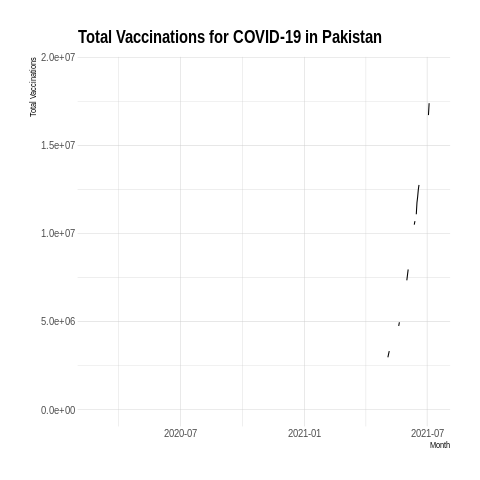 Total Vaccinations for COVID-19 in Pakistan
Total Vaccinations
2.0e+07
1.5e+07
1.0e+07
5.0e+06
0.0e+00
2020-07
2021-01
2021-07
Month